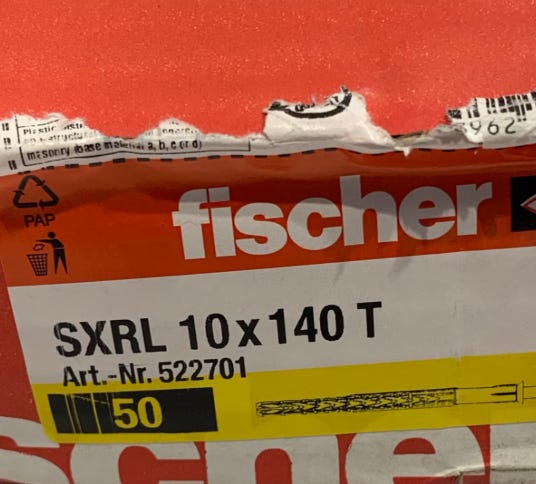 masonry (base material a, b, c or d)
962
PAP
fischer
SXRL 10 x 140 T
Art.-Nr. 522701
50